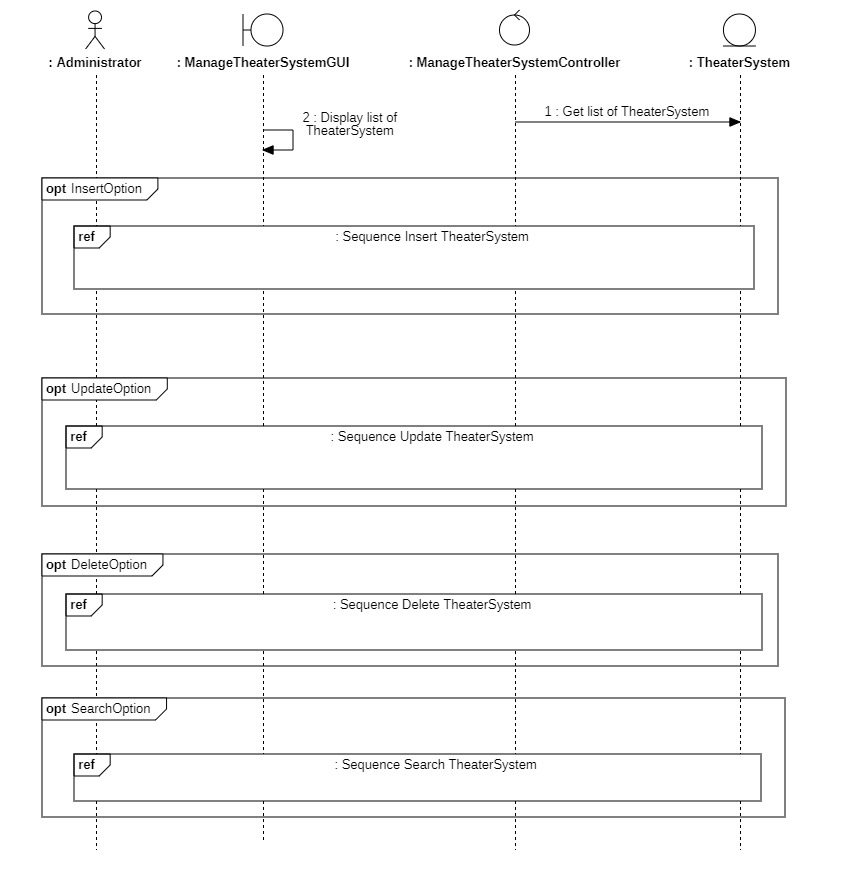 : Administrator
: ManageTheaterSystemGUI
: ManageTheaterSystemController
: TheaterSystem
1 : Get list of TheaterSystem
2 : Display list of
TheaterSystem
opt InsertOption
ref
: Sequence Insert TheaterSystem
opt UpdateOption
ref
: Sequence Update TheaterSystem
opt DeleteOption
ref
: Sequence Delete TheaterSystem
opt SearchOption
ref
: Sequence Search TheaterSystem